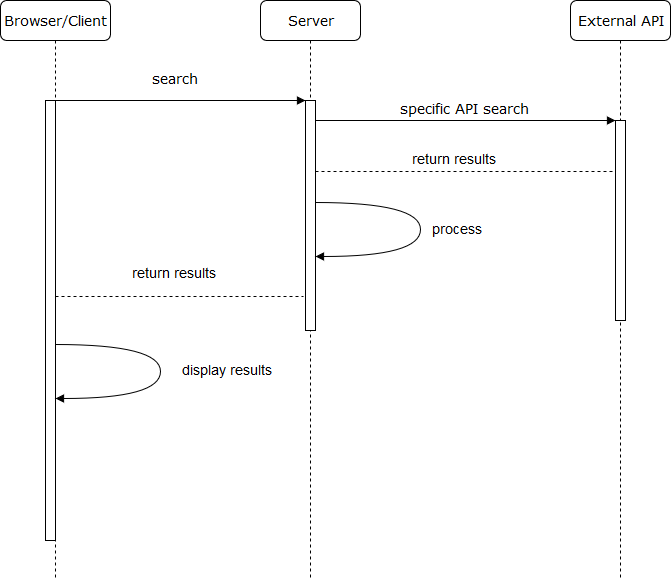 Browser/Client
Server
External API
search
specific API search
return results
process
return results
display results